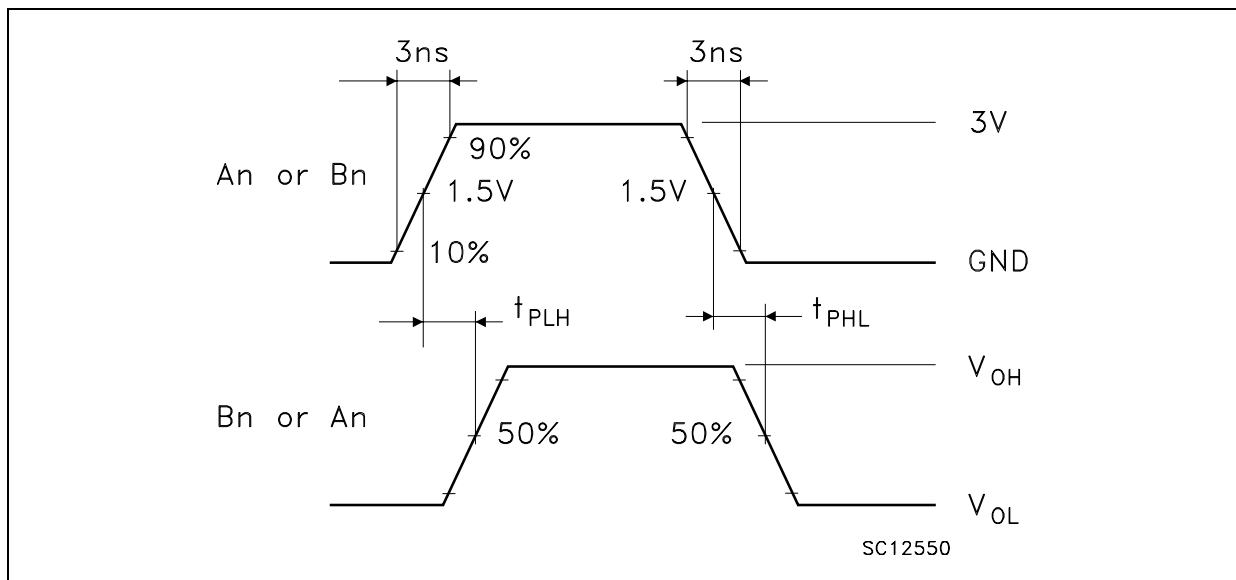 3ns 3ns
3V
90%
An or Bn
1.5V 1.5V
10%
GND
tPLH tPHL
VOH
Bn or An
50% 50%
VOL
SC12550